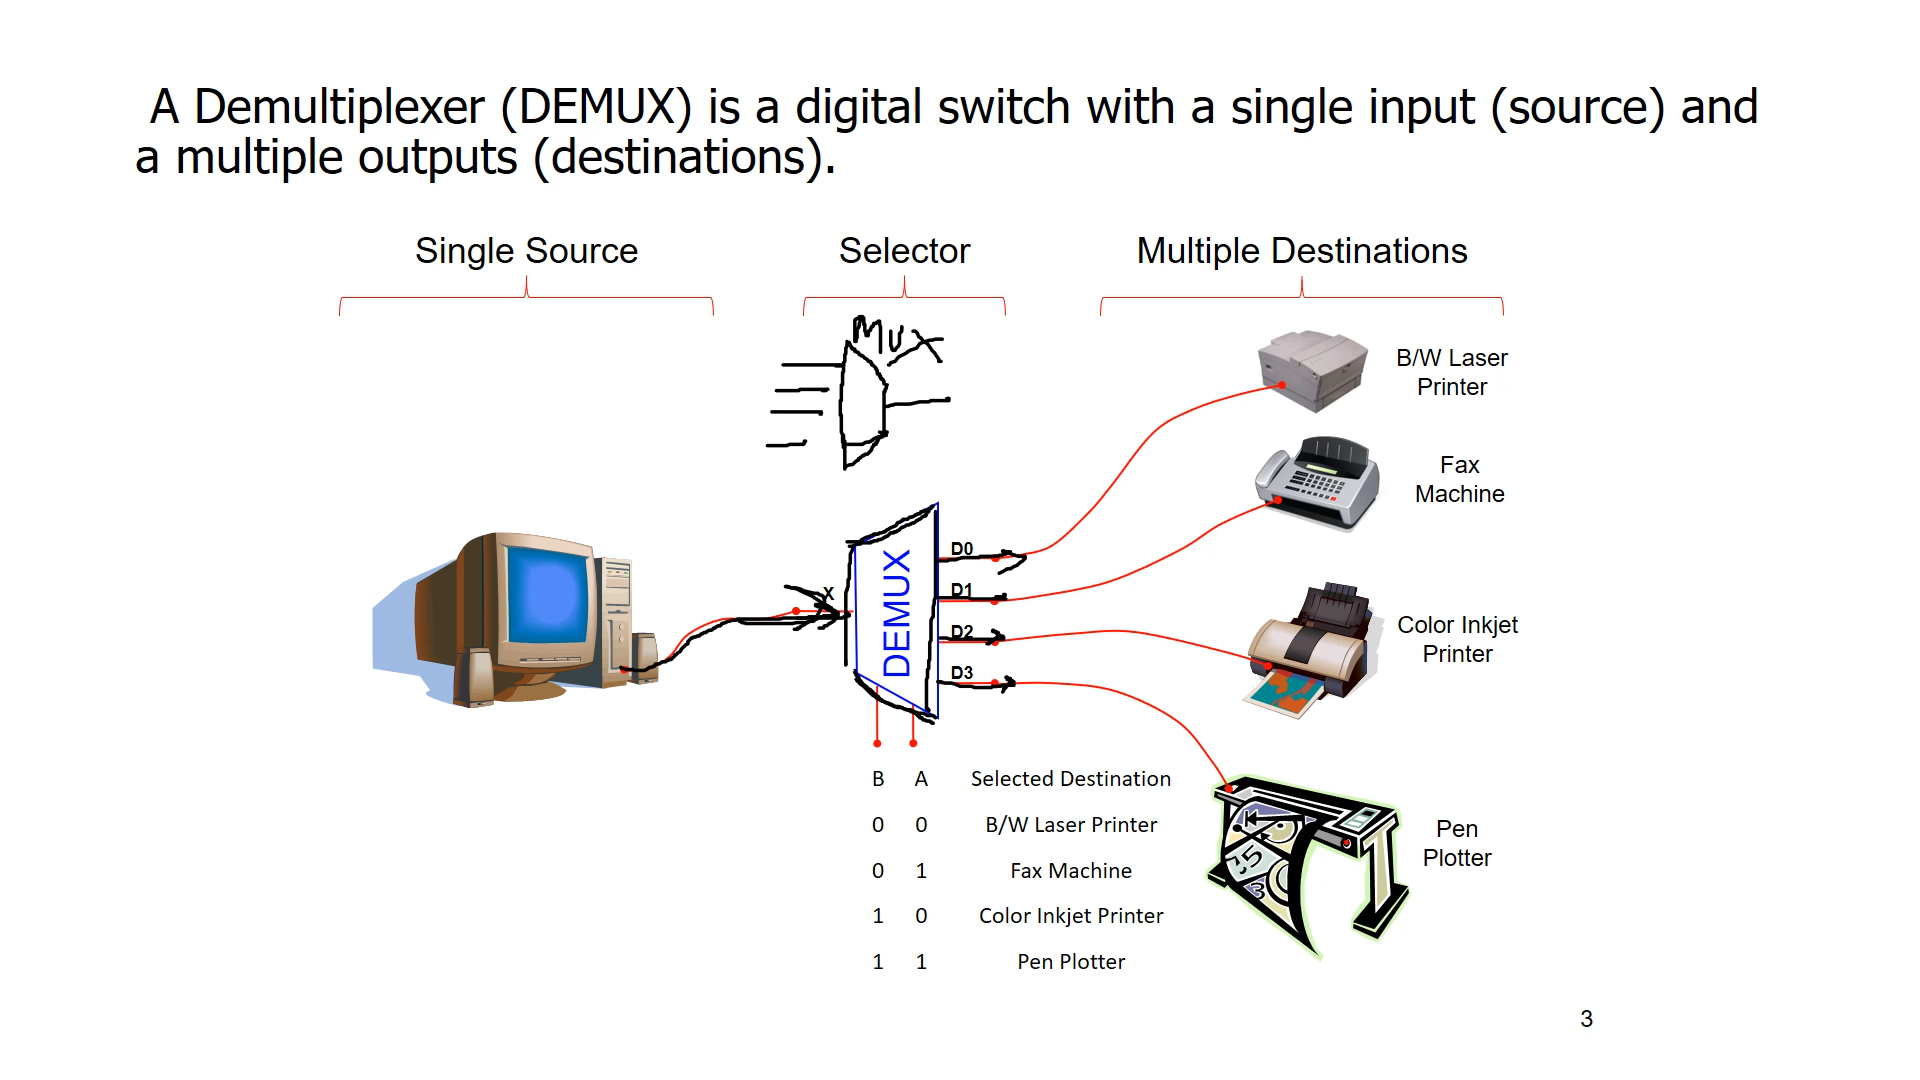 A Demultiplexer (DEMUX) is a digital switch with a single input (source) and
a multiple outputs (destinations).
Single Source
Selector
Multiple Destinations
MUX
B/W Laser
Printer
Fax
Machine
X
DEMUX
D0
D1
D2
D3
Color Inkjet
Printer
B A Selected Destination
0 0 B/W Laser Printer
0 1 Fax Machine
1 0 Color Inkjet Printer
1 1 Pen Plotter
Pen
Plotter
35
3
3